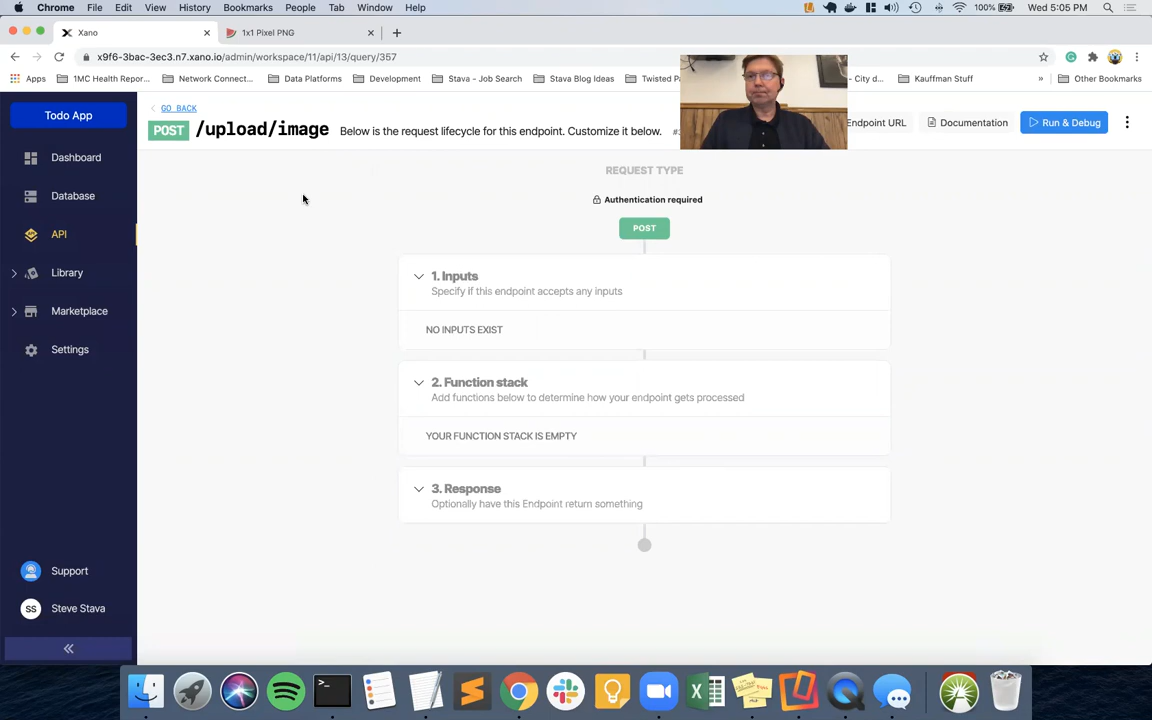 Chrome File Edit View History Bookmarks People Tab Window Help 100% Wed 5:05 PM
Xano 1x1 Pixel PNG
x9f6-3bac-3ec3.n7.xano.io/admin/workspace/11/api/13/query/357
Apps 1MC Health Repor... Network Connect... Data Platforms Development Stava - Job Search Stava Blog Ideas Twisted Pa City d... Kauffman Stuff » Other Bookmarks
Todo App
Dashboard
Database
API
Library
Marketplace
Settings
Support
SS Steve Stava
GO BACK
POST /upload/image Below is the request lifecycle for this endpoint. Customize it below.
Endpoint URL Documentation Run & Debug
REQUEST TYPE
Authentication required
POST
1. Inputs
Specify if this endpoint accepts any inputs
NO INPUTS EXIST
2. Function stack
Add functions below to determine how your endpoint gets processed
YOUR FUNCTION STACK IS EMPTY
3. Response
Optionally have this Endpoint return something